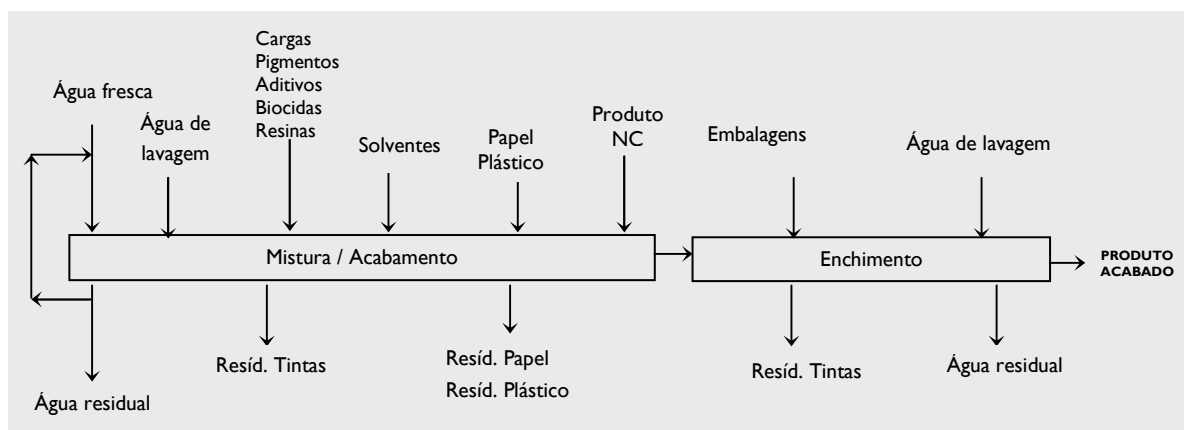 Água fresca
Água de
lavagem
Cargas
Pigmentos
Aditivos
Biocidas
Resinas
Solventes
Papel
Plástico
Produto
NC
Embalagens
Água de lavagem
Mistura / Acabamento
Enchimento
PRODUTO
ACABADO
Água residual
Resíd. Tintas
Resíd. Papel
Resíd. Plástico
Resíd. Tintas
Água residual